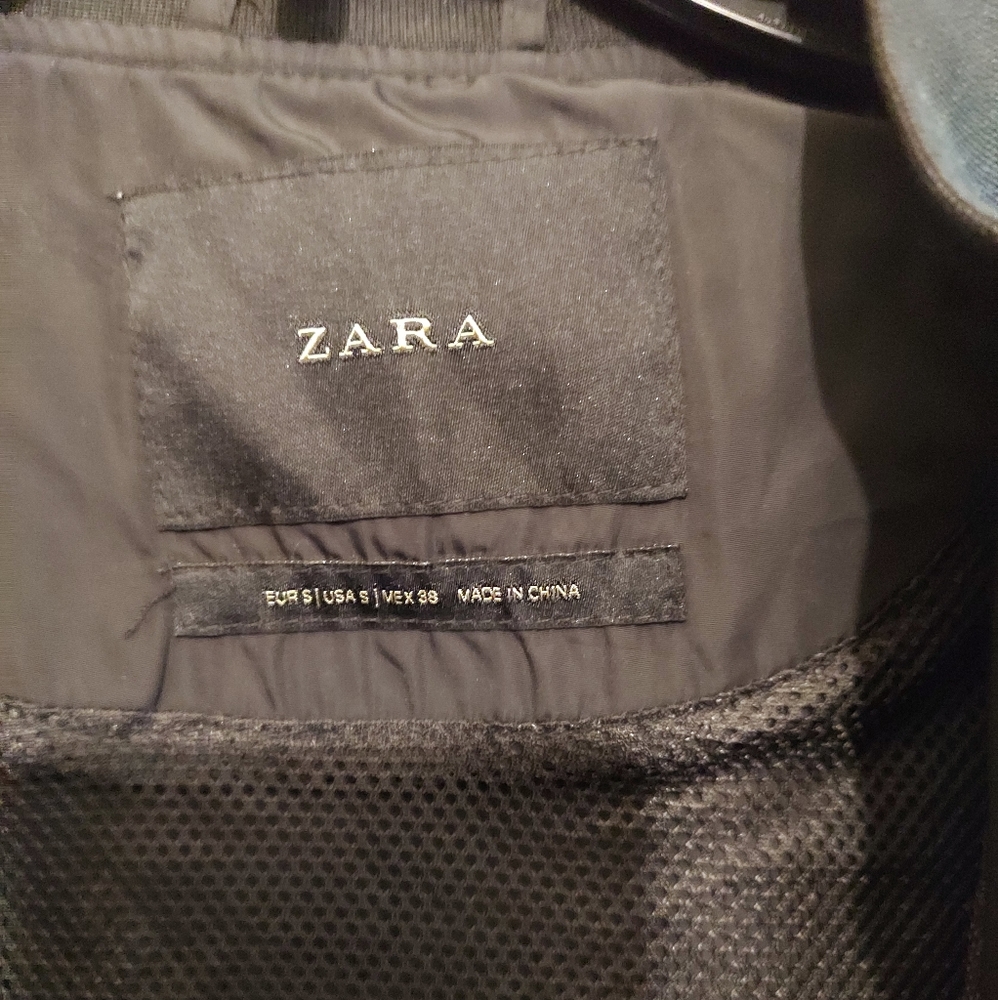 ZARA
EUR S | USA S | MEX 38 MADE IN CHINA